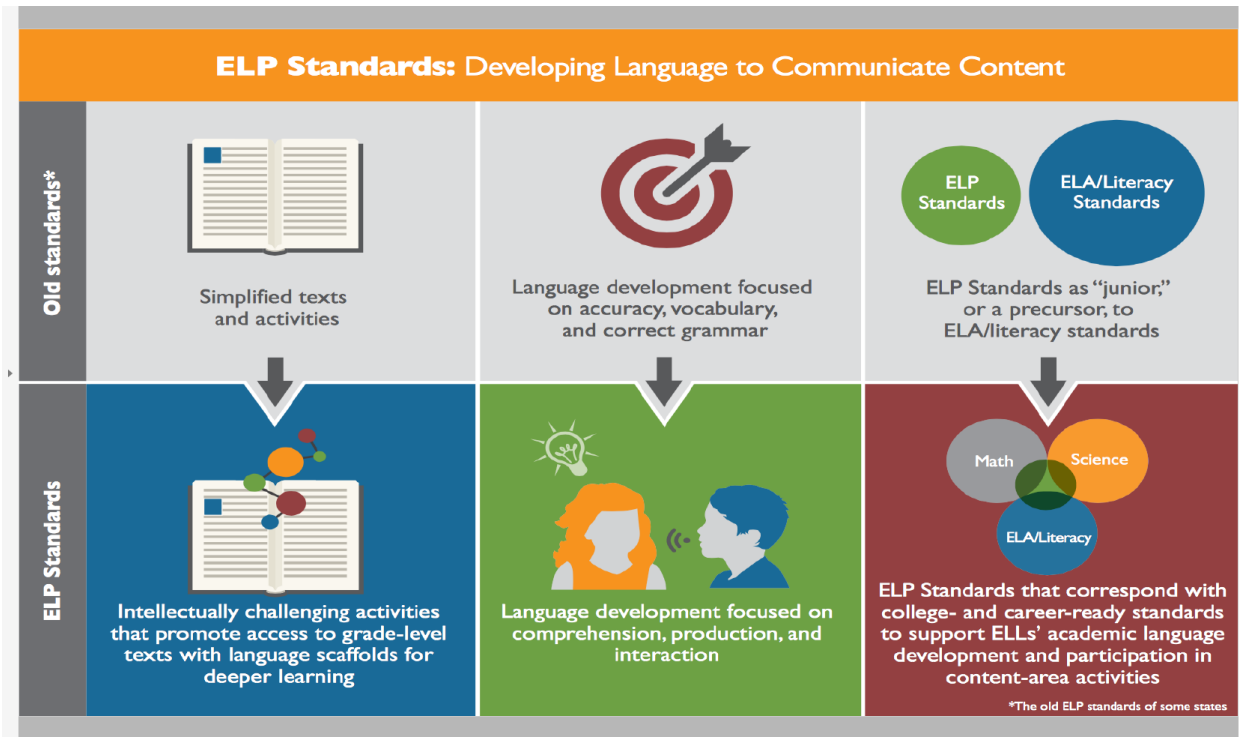 ELP Standards: Developing Language to Communicate Content
Old standards*
Simplified texts
and activities
Language development focused
on accuracy, vocabulary,
and correct grammar
ELP
Standards
ELA/Literacy
Standards
ELP Standards as “junior,”
or a precursor, to
ELA/literacy standards
ELP Standards
Intellectually challenging activities
that promote access to grade-level
texts with language scaffolds for
deeper learning
Language development focused on
comprehension, production, and
interaction
Math
Science
ELA/Literacy
ELP Standards that correspond with
college- and career-ready standards
to support ELLs’ academic language
development and participation in
content-area activities
*The old ELP standards of some states